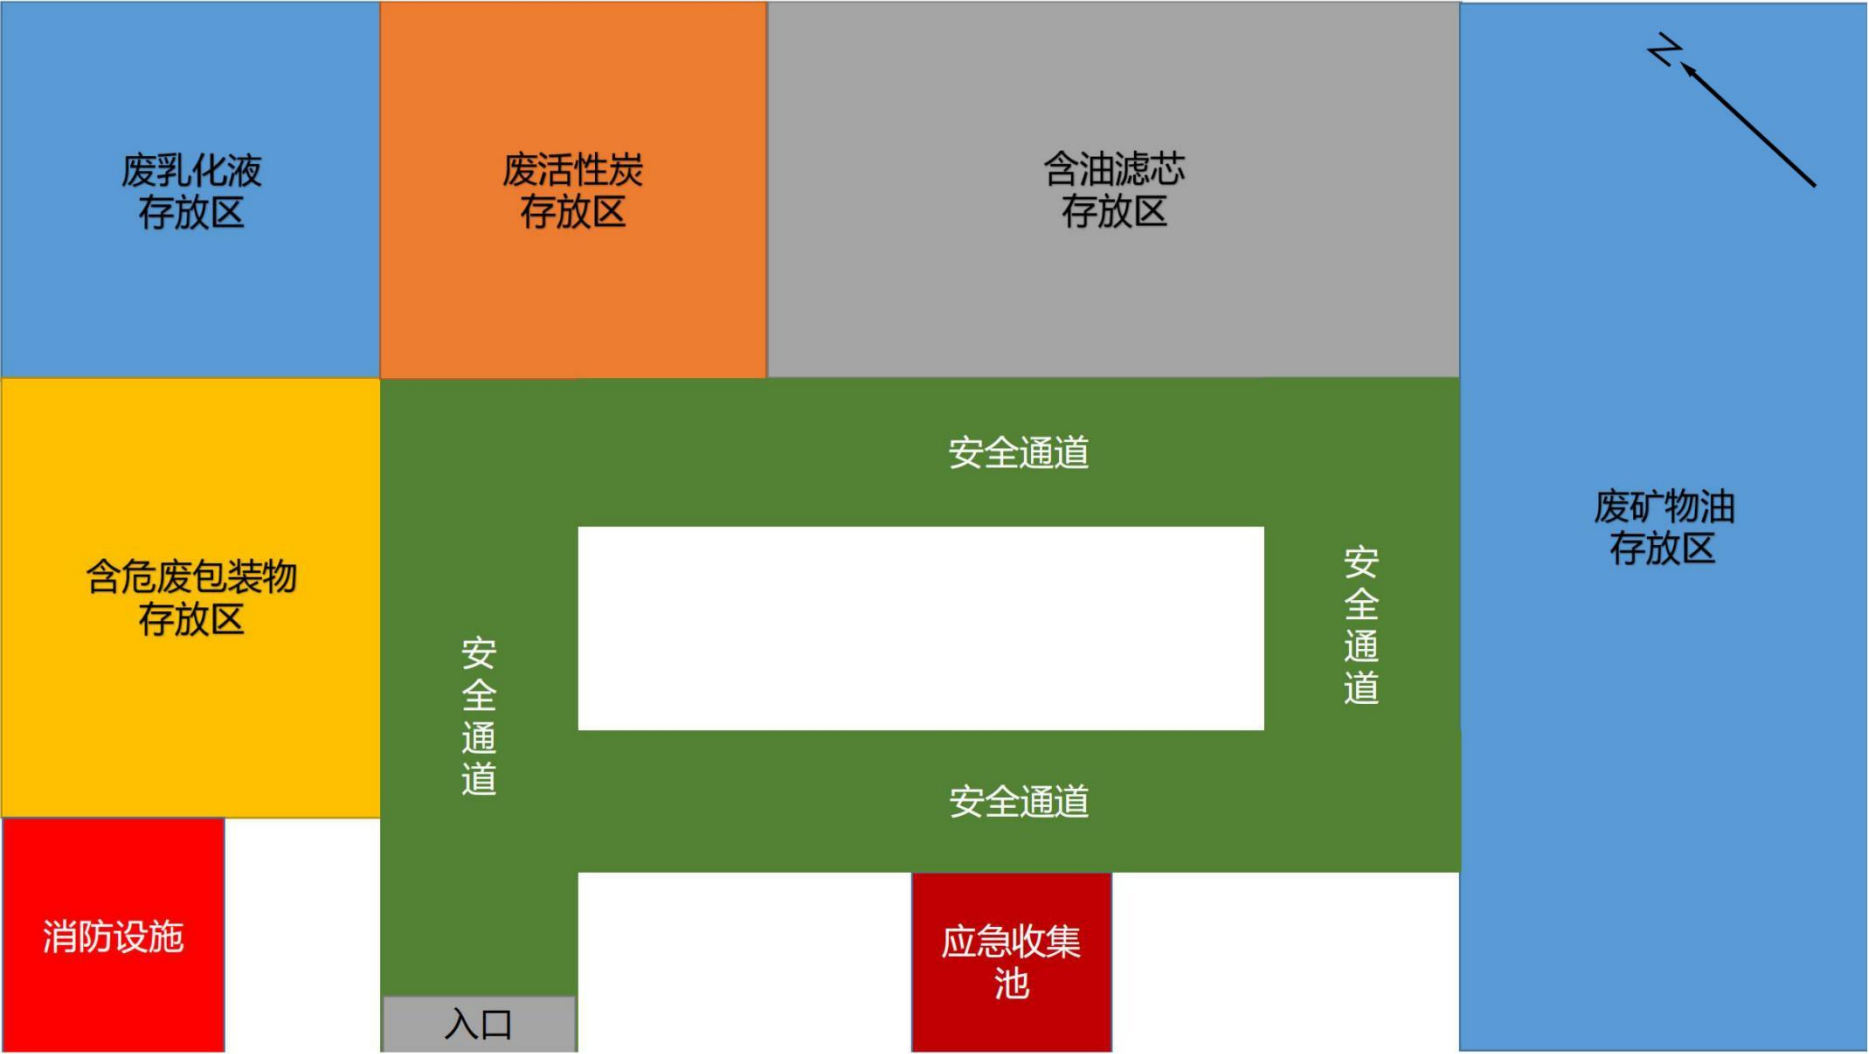 废乳化液
存放区
废活性炭
存放区
含油滤芯
存放区
N
安全通道
废矿物油
存放区
含危废包装物
存放区
安全通道
安全通道
安全通道
消防设施
应急收集
池
入口